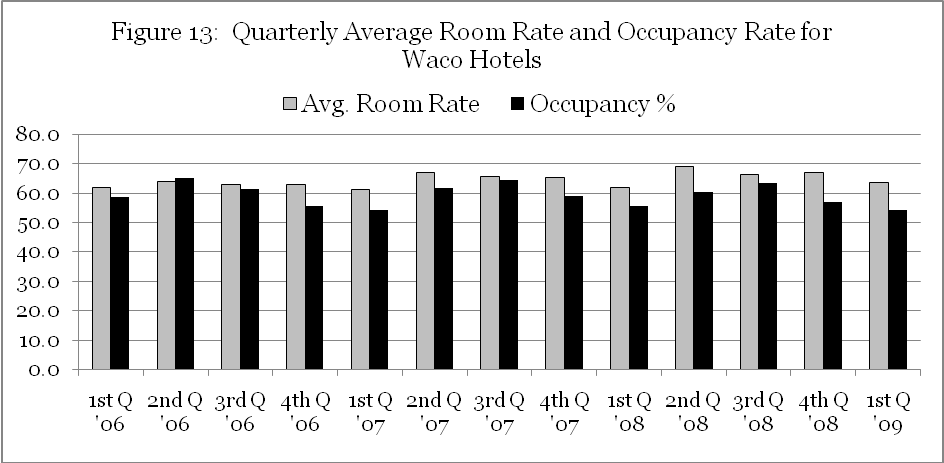 Figure 13:  Quarterly Average Room Rate and Occupancy Rate for
Waco Hotels
Avg. Room Rate Occupancy %
80.0
70.0
60.0
50.0
40.0
30.0
20.0
10.0
0.0
1st Q 2nd Q 3rd Q 4th Q 1st Q 2nd Q 3rd Q 4th Q 1st Q 2nd Q 3rd Q 4th Q 1st Q
'06 '06 '06 '06 '07 '07 '07 '07 '08 '08 '08 '08 '09